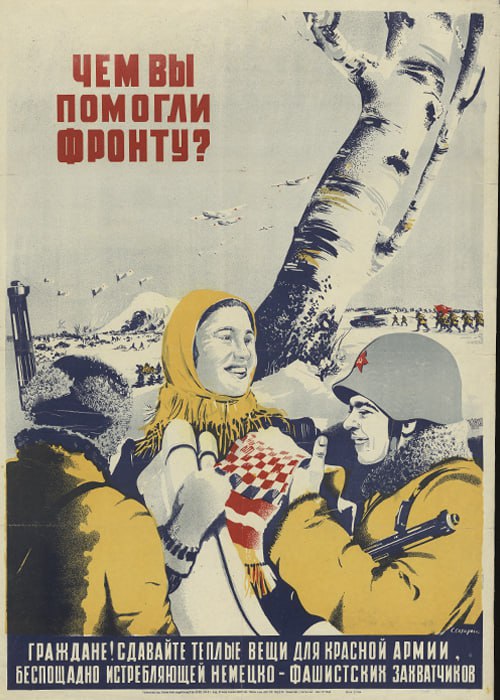 ЧЕМ ВЫ
ПОМОГЛИ
ФРОНТУ?
ГРАЖДАНЕ! СДАВАЙТЕ ТЕПЛЫЕ ВЕЩИ ДЛЯ КРАСНОЙ АРМИИ,
БЕСПОЩАДНО ИСТРЕБЛЯЮЩЕЙ НЕМЕЦКО-ФАШИСТСКИХ ЗАХВАТЧИКОВ